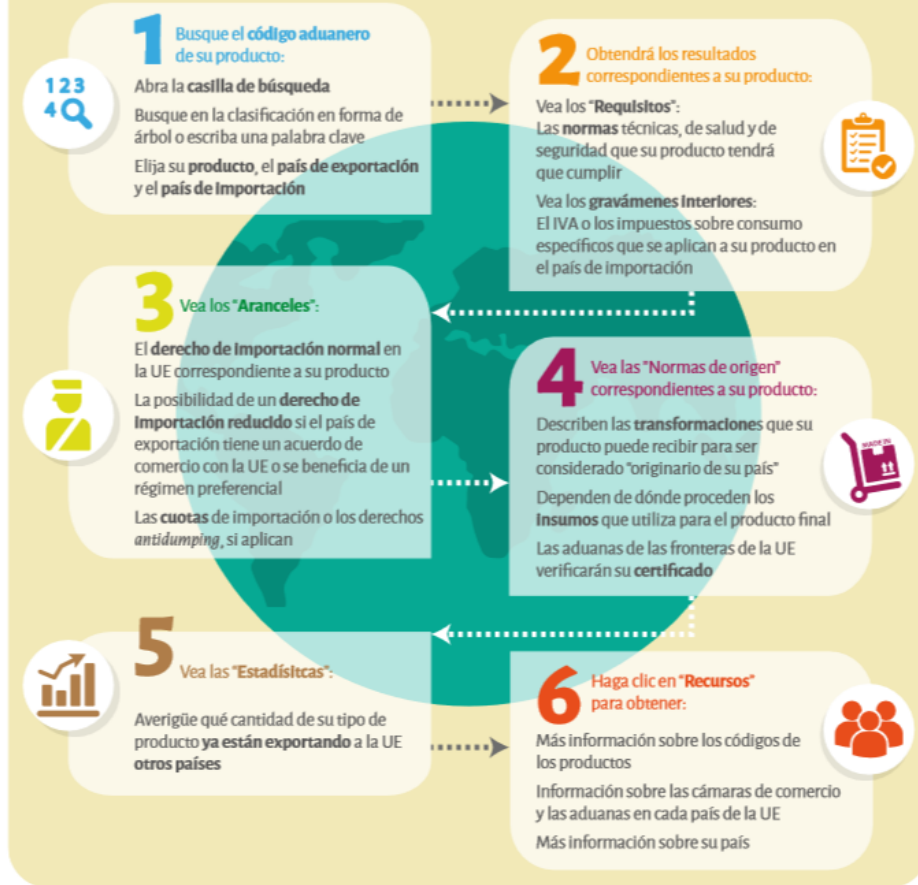 1 Busque el código aduanero
de su producto:
Abra la casilla de búsqueda
Busque en la clasificación en forma de
árbol o escriba una palabra clave
Elija su producto, el país de exportación
y el país de importación
1 2 3
4
2 Obtendrá los resultados
correspondientes a su producto:
Vea los "Requisitos":
Las normas técnicas, de salud y de
seguridad que su producto tendrá
que cumplir
Vea los gravámenes interiores:
El IVA o los impuestos sobre consumo
específicos que se aplican a su producto en
el país de importación
3 Vea los "Aranceles":
El derecho de importación normal en
la UE correspondiente a su producto
La posibilidad de un derecho de
importación reducido si el país de
exportación tiene un acuerdo de
comercio con la UE o se beneficia de un
régimen preferencial
Las cuotas de importación o los derechos
antidumping, si aplican
4 Vea las "Normas de origen"
correspondientes a su producto:
Describen las transformaciones que su
producto puede recibir para ser
considerado "originario de su país"
Dependen de dónde proceden los
insumos que utiliza para el producto final
Las aduanas de las fronteras de la UE
verificarán su certificado
MADE IN
5 Vea las "Estadísitcas":
Averigüe qué cantidad de su tipo de
producto ya están exportando a la UE
otros países
6 Haga clic en "Recursos"
para obtener:
Más información sobre los códigos de
los productos
Información sobre las cámaras de comercio
y las aduanas en cada país de la UE
Más información sobre su país